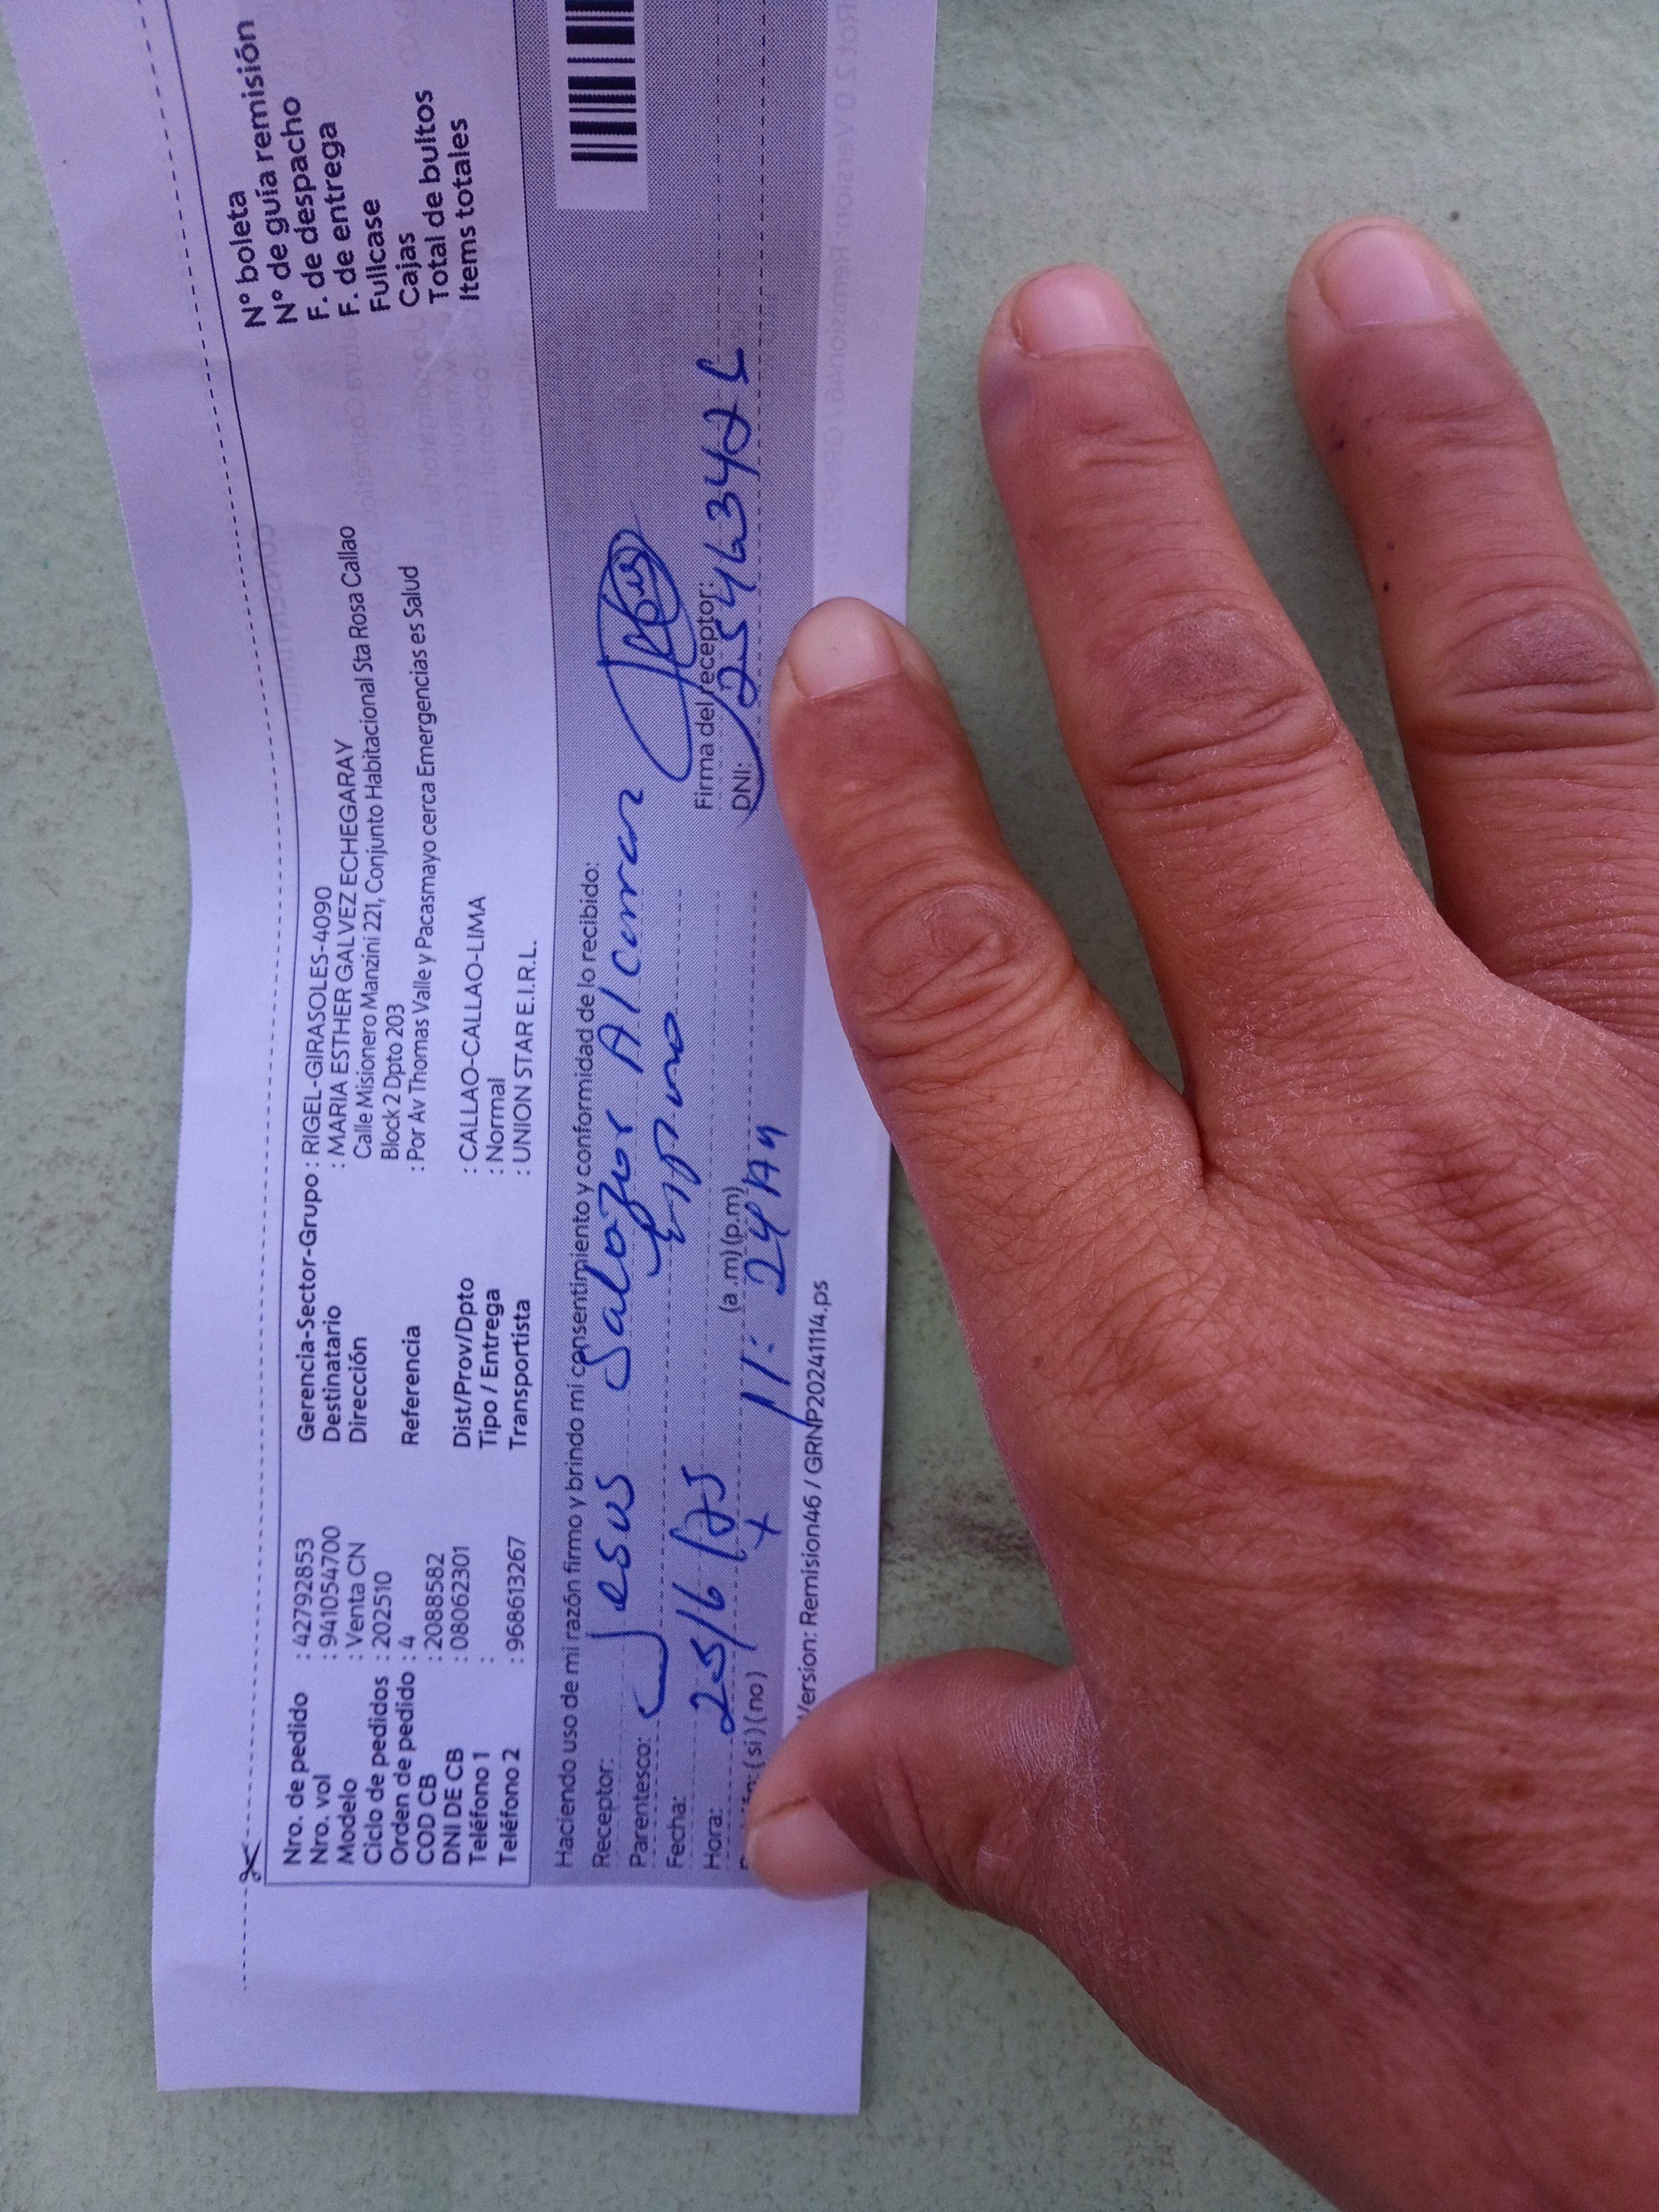 Nro. de pedido : 42792853
Nro. vol : 941054700
Modelo : Venta CN
Ciclo de pedidos : 202510
Orden de pedido : 4
COD CB : 20888582
DNI DE CB : 08062301
Teléfono 1 :
Teléfono 2 : 968613267
Gerencia-Sector-Grupo : RIGEL-GIRASOLES-4090
Destinatario : MARIA ESTHER GALVEZ ECHEGARAY
Dirección Calle Misionero Manzini 221, Conjunto Habitacional Sta Rosa Callao
Block 2 Dpto 203
Referencia : Por Av Thomas Valle y Pacasmayo cerca Emergencias es Salud
Dist/Prov/Dpto : CALLAO-CALLAO-LIMA
Tipo / Entrega : Normal
Transportista : UNION STAR E.I.R.L.
N° boleta
N° de guía remisión
F. de despacho
F. de entrega
Fullcase
Cajas
Total de bultos
Items totales
Haciendo uso de mi razón firmo y brindo mi consentimiento y conformidad de lo recibido:
Receptor: Jesus Salazar
Parentesco:
Fecha: 25/6/25
Hora: (a.m) (p.m) 11: 24 AM
(si) (no)
Firma del receptor:
DNI:
Version: Remision46 / GRNP20241114.ps